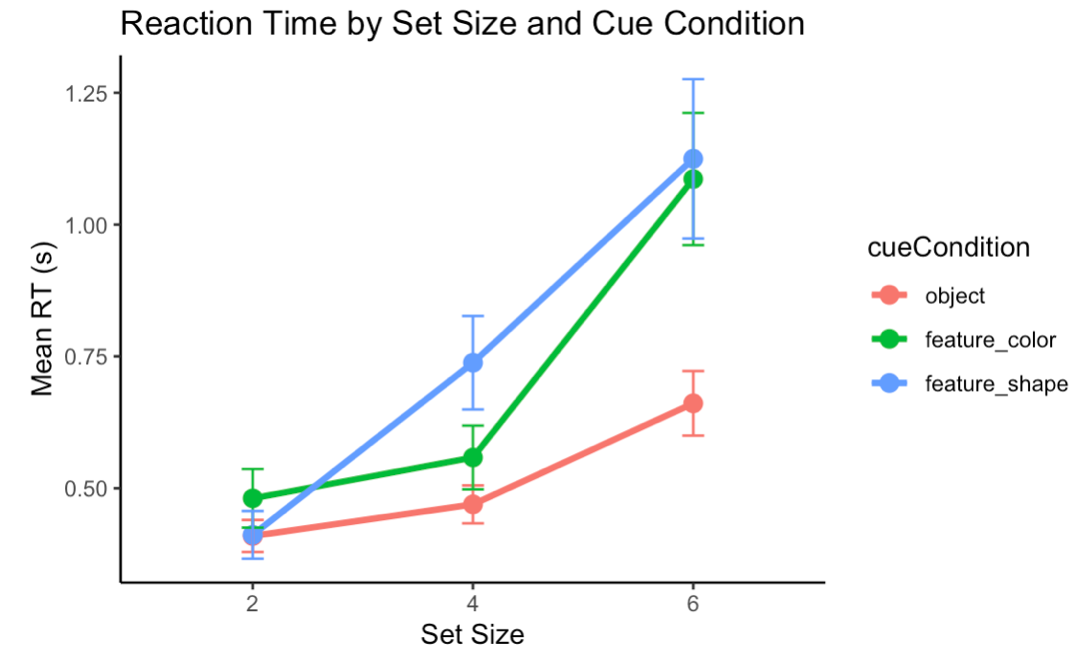 Reaction Time by Set Size and Cue Condition
1.25
1.00
0.75
0.50
Mean RT (s)
2 4 6
Set Size
cueCondition
object
feature_color
feature_shape